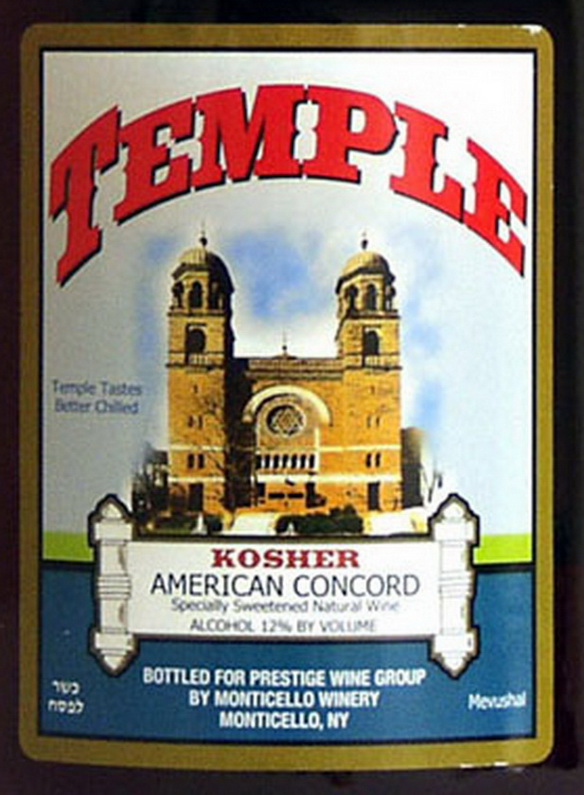 TEMPLE
Temple Tastes
Better Chilled
KOSHER
AMERICAN CONCORD
Specially Sweetened Natural Wine
ALCOHOL 12% BY VOLUME
BOTTLED FOR PRESTIGE WINE GROUP
BY MONTICELLO WINERY
MONTICELLO, NY
כשר
לפסח
Mevushal